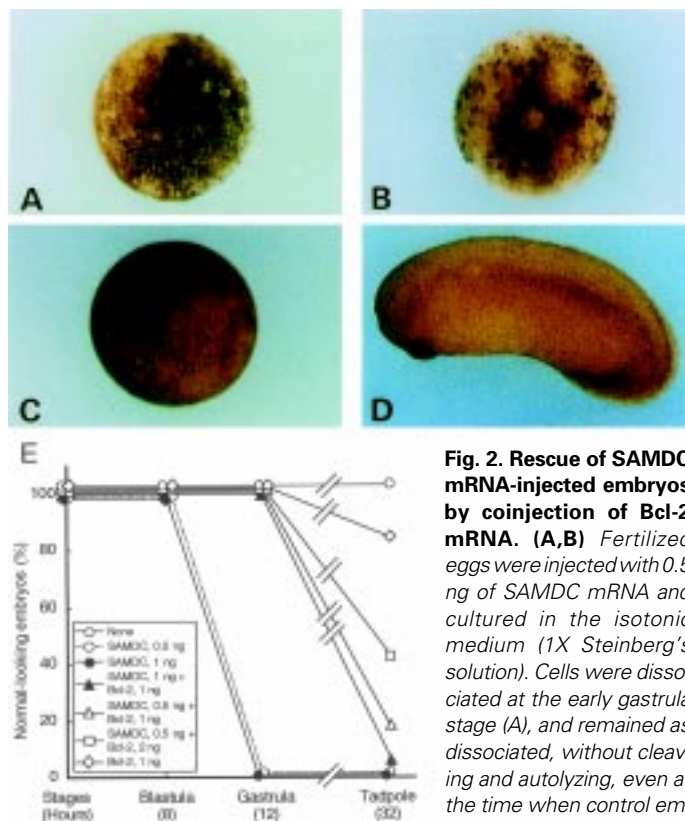 A
B
C
D
E
Normal-looking embryos (%)
100
80
60
40
20
0
None
SAMDC,
SAMDC, 1 ng
SAMDC, 1 ng +
Bcl-2, 1 ng
SAMDC, ng +
Bcl-2, 1 ng
SAMDC, 0.5 ng +
Bcl-2, 2 ng
Bcl-2, 1 ng
Stages Blastula Gastrula Tadpole
(Hours) (8) (12) (32)
Fig. 2. Rescue of SAMDC
mRNA-injected embryos
by coinjection of Bcl-2
mRNA. (A,B) Fertilized
eggs were injected with 0.5
ng of SAMDC mRNA and
cultured in the isotonic
medium (1X Steinberg's
solution). Cells were disso
ciated at the early gastrula
stage (A), and remained as
dissociated, without cleav
ing and autolyzing, even a
the time when control em